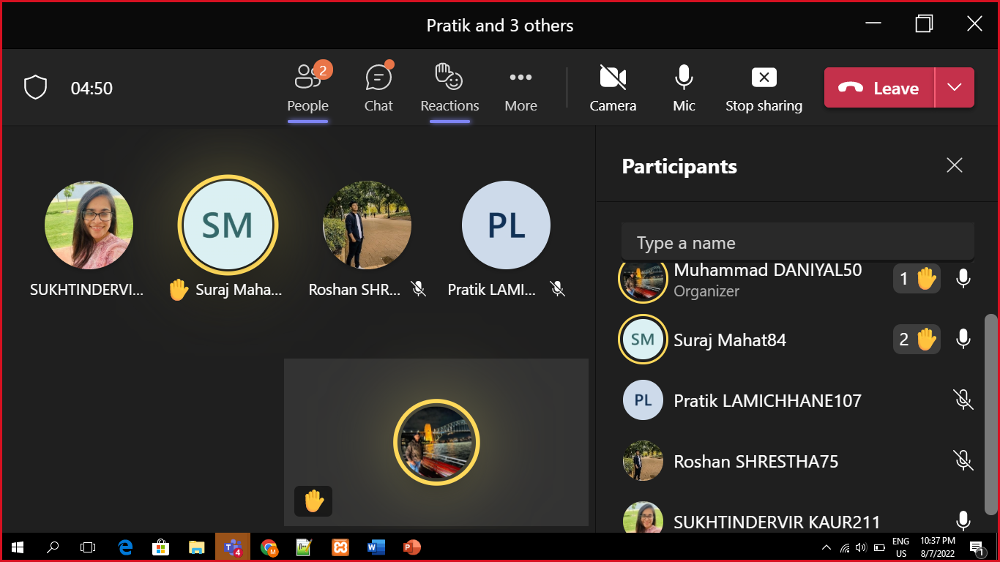 Pratik and 3 others
04:50
2
People
Chat
Reactions
More
Camera
Mic
Stop sharing
Leave
SM
PL
SUKHTINDERVI...
Suraj Maha...
Roshan SHR...
Pratik LAMI...
Participants
Type a name
Muhammad DANIYAL50
Organizer
1
SM
Suraj Mahat84
2
PL
Pratik LAMICHHANE107
Roshan SHRESTHA75
SUKHTINDERVIR KAUR211
4
M
ENG
US
10:37 PM
8/7/2022
1